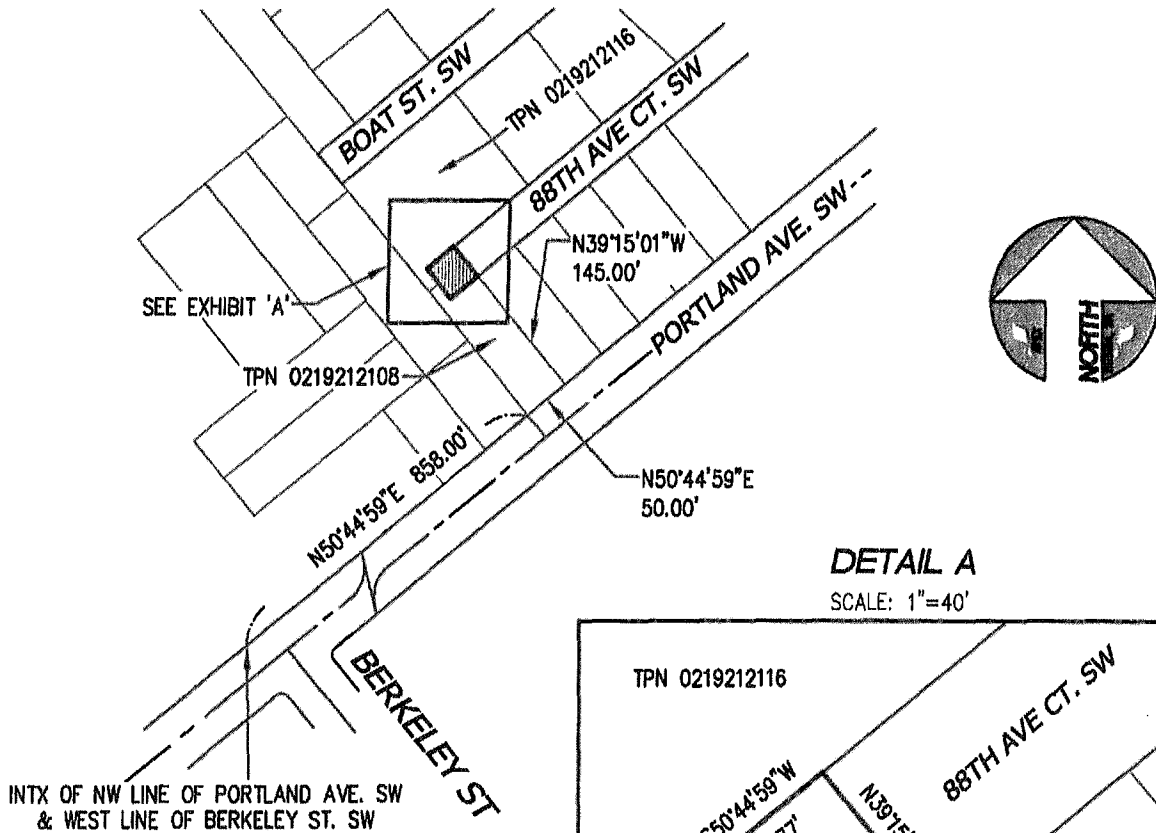 BOAT ST. SW
TPN 0219212116
88TH AVE CT. SW
N39°15'01"W
145.00'
PORTLAND AVE. SW
SEE EXHIBIT 'A'
TPN 0219212108
NORTH
N50°44'59"E 858.00'
N50°44'59"E
50.00'
DETAIL A
SCALE: 1"=40'
BERKELEY ST
TPN 0219212116
88TH AVE CT. SW
INTX OF NW LINE OF PORTLAND AVE. SW
& WEST LINE OF BERKELEY ST. SW